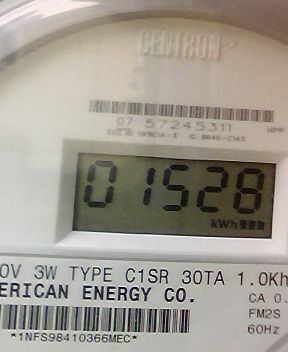 CENTRON®
07 57245311
01528
kWh
0V 3W TYPE C1SR 30TA 1.0Kh
ERICAN ENERGY CO. CA 0.
FM2S
60Hz
*1NFS98410366MEC*